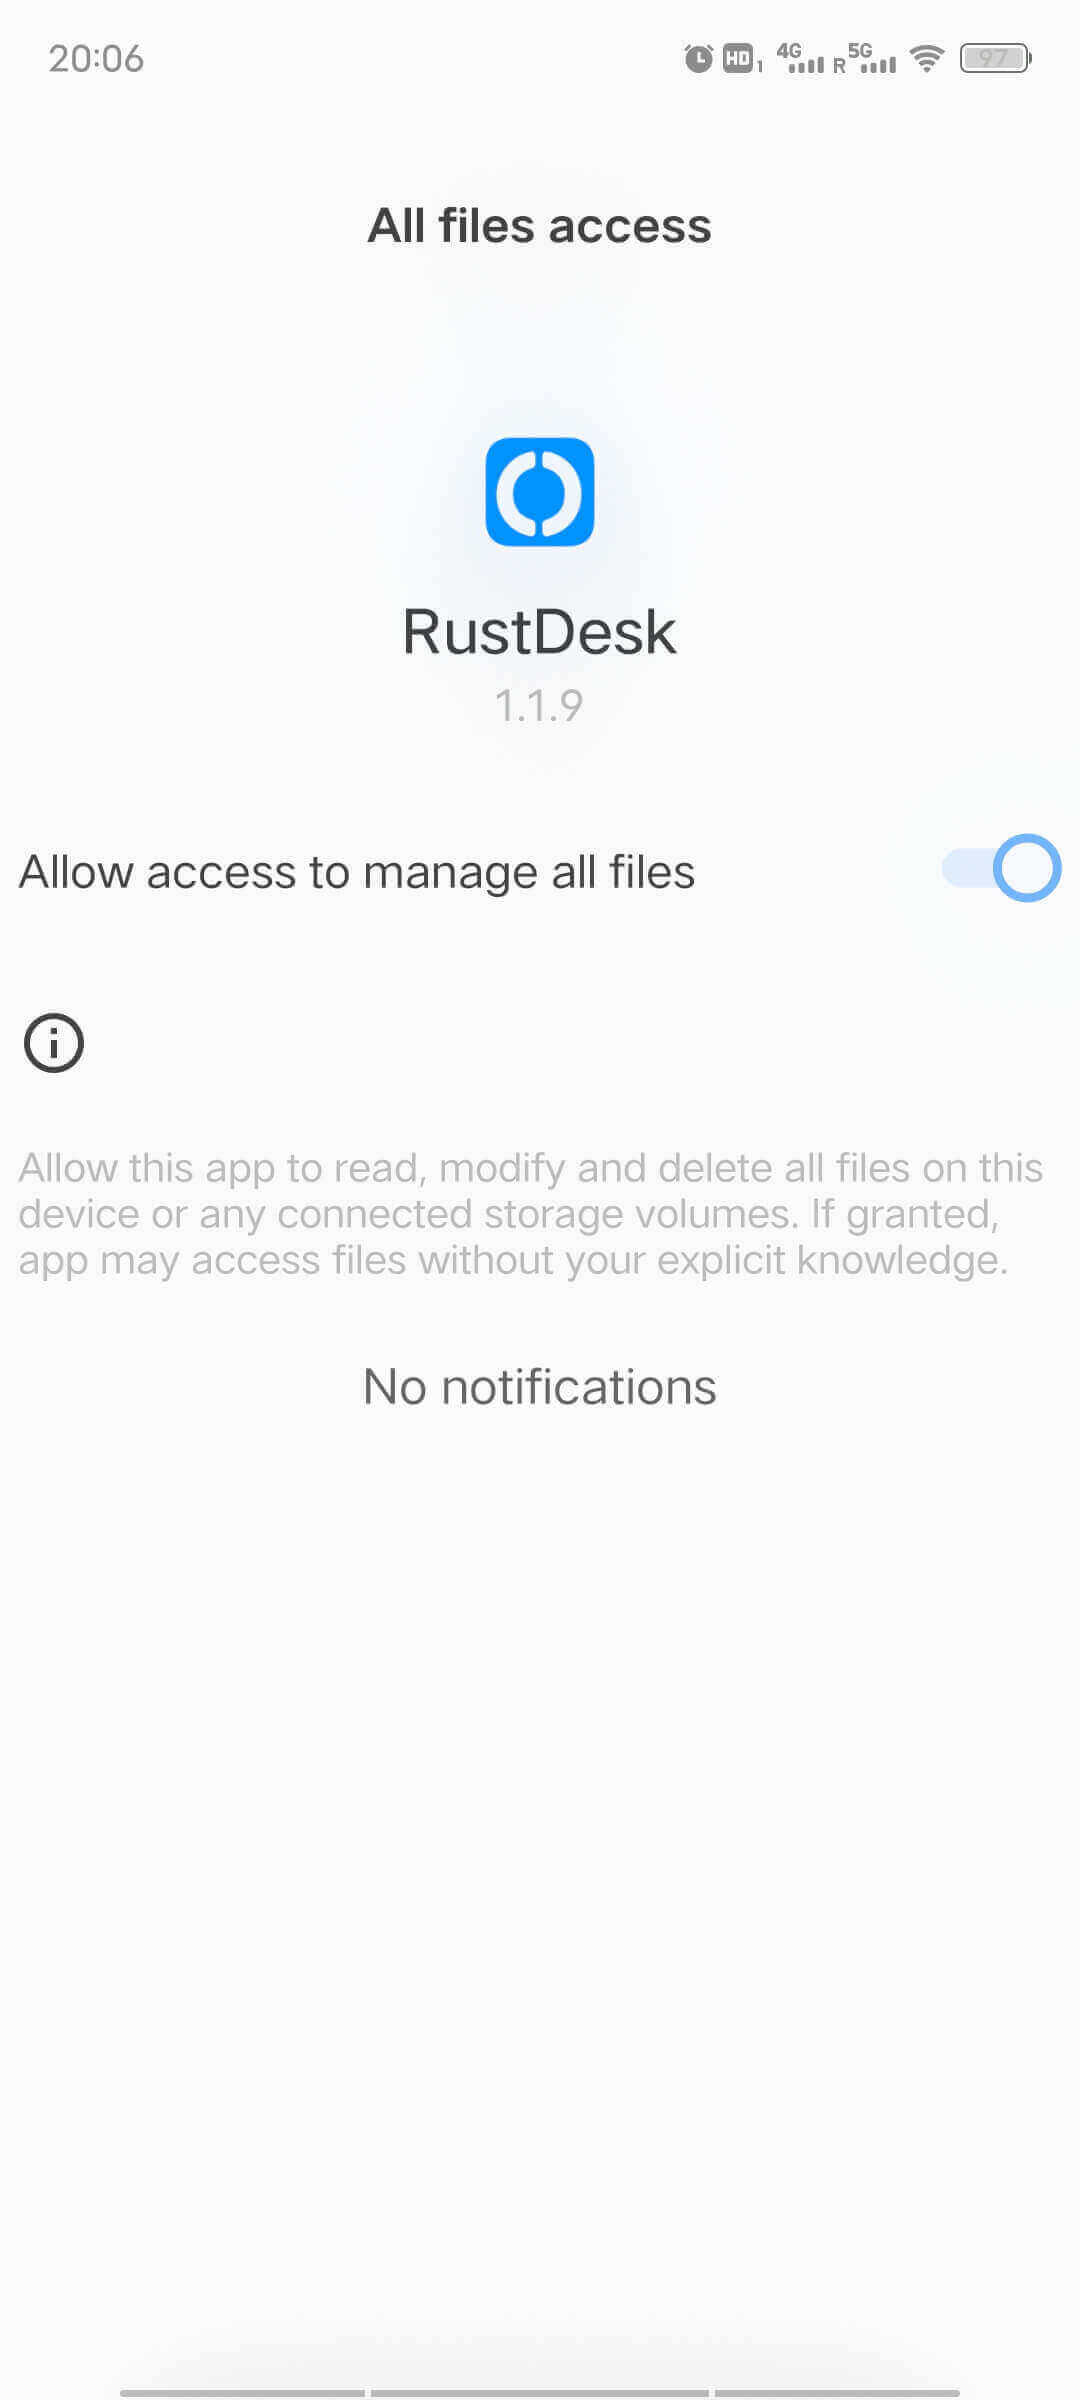 20:06
HD 1 4G R 5G 97
All files access
RustDesk
1.1.9
Allow access to manage all files
Allow this app to read, modify and delete all files on this
device or any connected storage volumes. If granted,
app may access files without your explicit knowledge.
No notifications